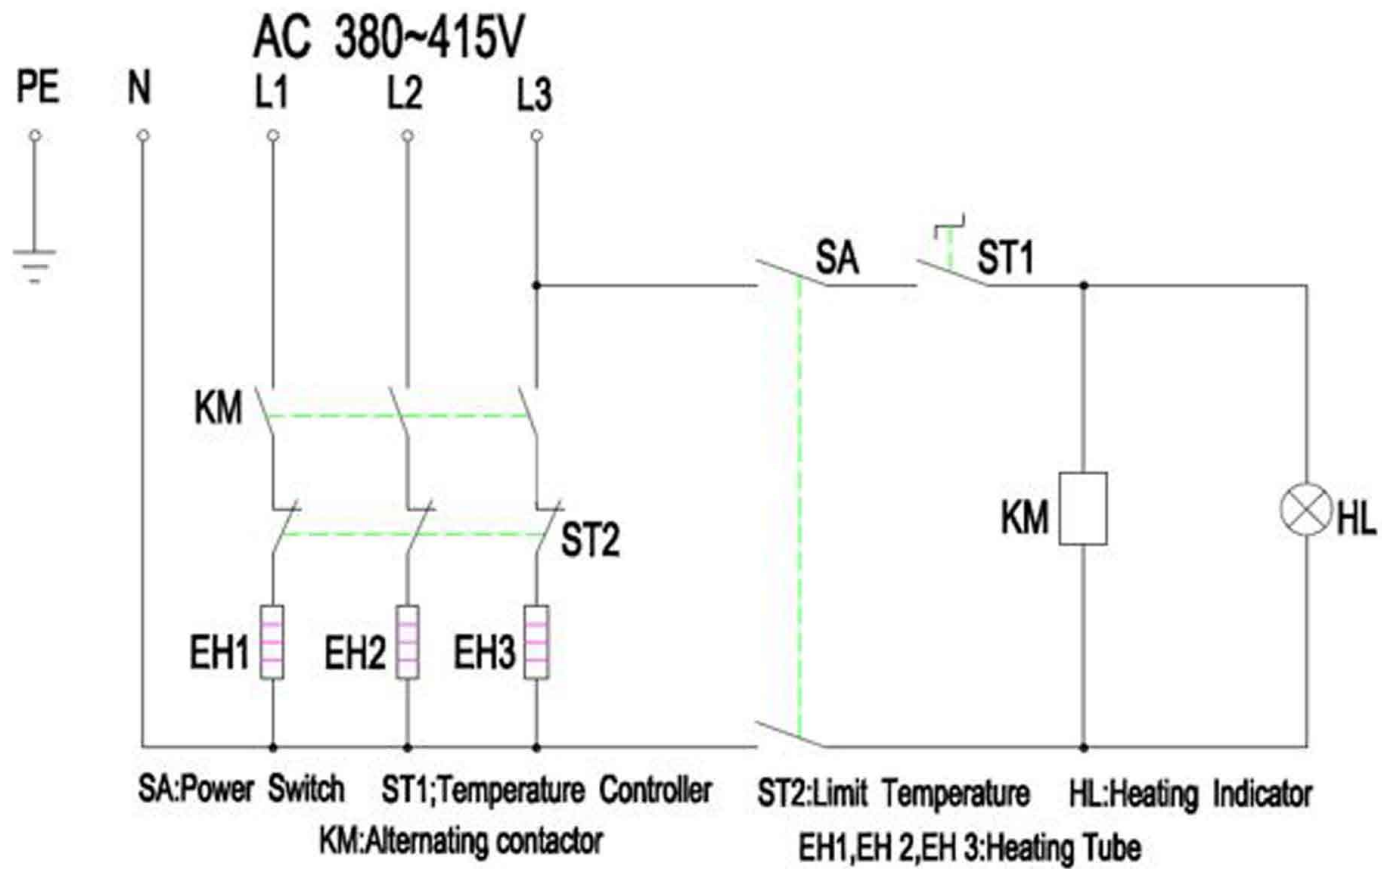 AC 380~415V
PE N L1 L2 L3
SA ST1
KM
KM HL
ST2
EH1 EH2 EH3
SA:Power Switch ST1;Temperature Controller ST2:Limit Temperature HL:Heating Indicator
KM:Alternating contactor EH1,EH 2,EH 3:Heating Tube